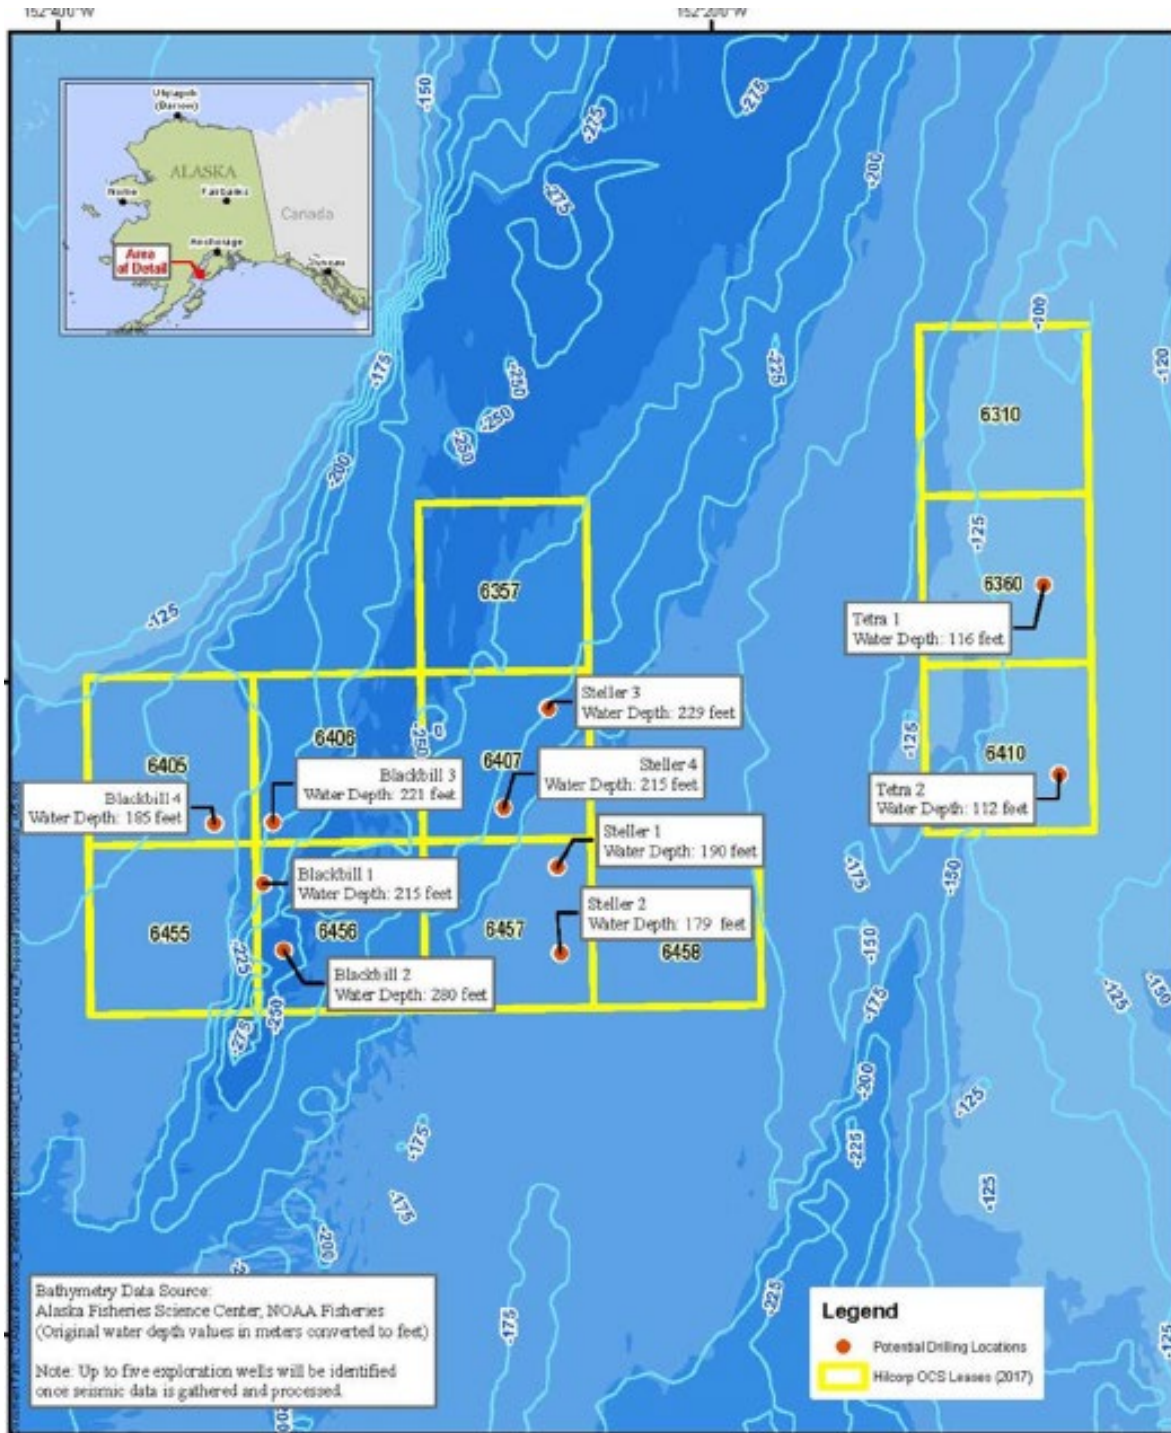 152°40'0"W
152°20'0"W
Utqiagvik
(Barrow)
ALASKA
Nome
Fairbanks
Canada
Anchorage
Juneau
Area
of Detail
-150
-275
-275
-275
-200
-100
-120
-175
-225
-250
-250
-250
-200
6310
-125
-125
6357
6360
Tetra 1
Water Depth: 116 feet
Steller 3
Water Depth: 229 feet
-250
-125
6405
6406
6407
6410
Blackbill 3
Water Depth: 221 feet
Steller 4
Water Depth: 215 feet
Blackbill 4
Water Depth: 185 feet
Tetra 2
Water Depth: 112 feet
Steller 1
Water Depth: 190 feet
Blackbill 1
Water Depth: 215 feet
-175
-150
Steller 2
Water Depth: 179 feet
6455
6456
6457
6458
-225
-150
Blackbill 2
Water Depth: 280 feet
-250
-275
-175
-125
-150
-200
-125
-175
-225
-175
-125
-200
-225
-175
-125
Bathymetry Data Source:
Alaska Fisheries Science Center, NOAA Fisheries
(Original water depth values in meters converted to feet)
Note: Up to five exploration wells will be identified
once seismic data is gathered and processed.
Legend
Potential Drilling Locations
Hilcorp OCS Leases (2017)